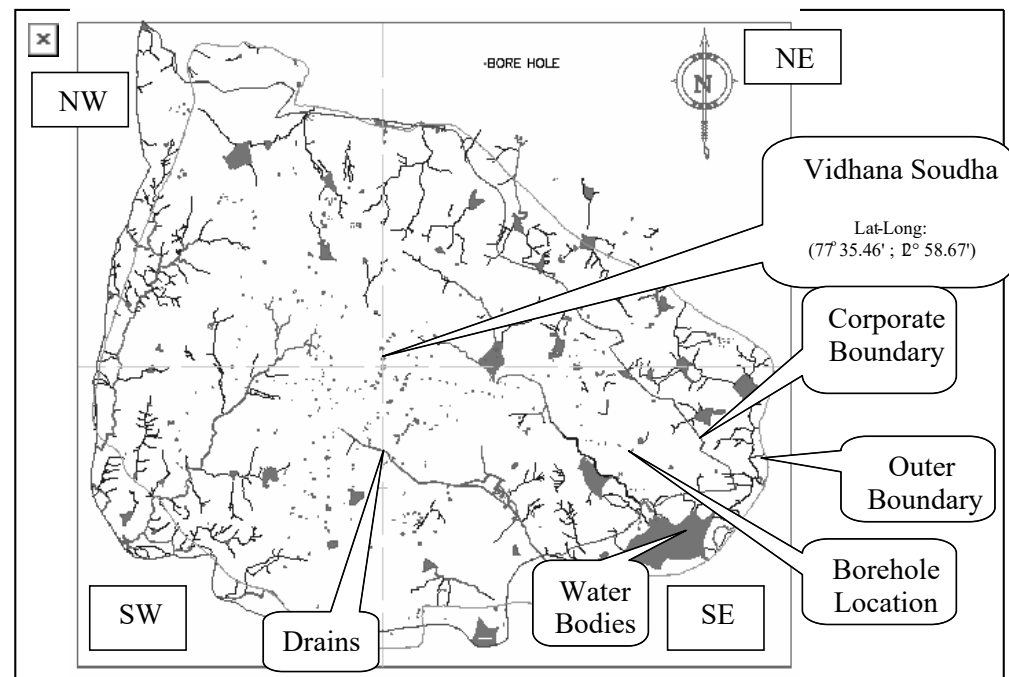 BORE HOLE
N
NW
NE
Vidhana Soudha
Lat-Long:
(77° 35.46' ; 12° 58.67')
Corporate
Boundary
Outer
Boundary
Borehole
Location
Water
Bodies
SW
SE
Drains